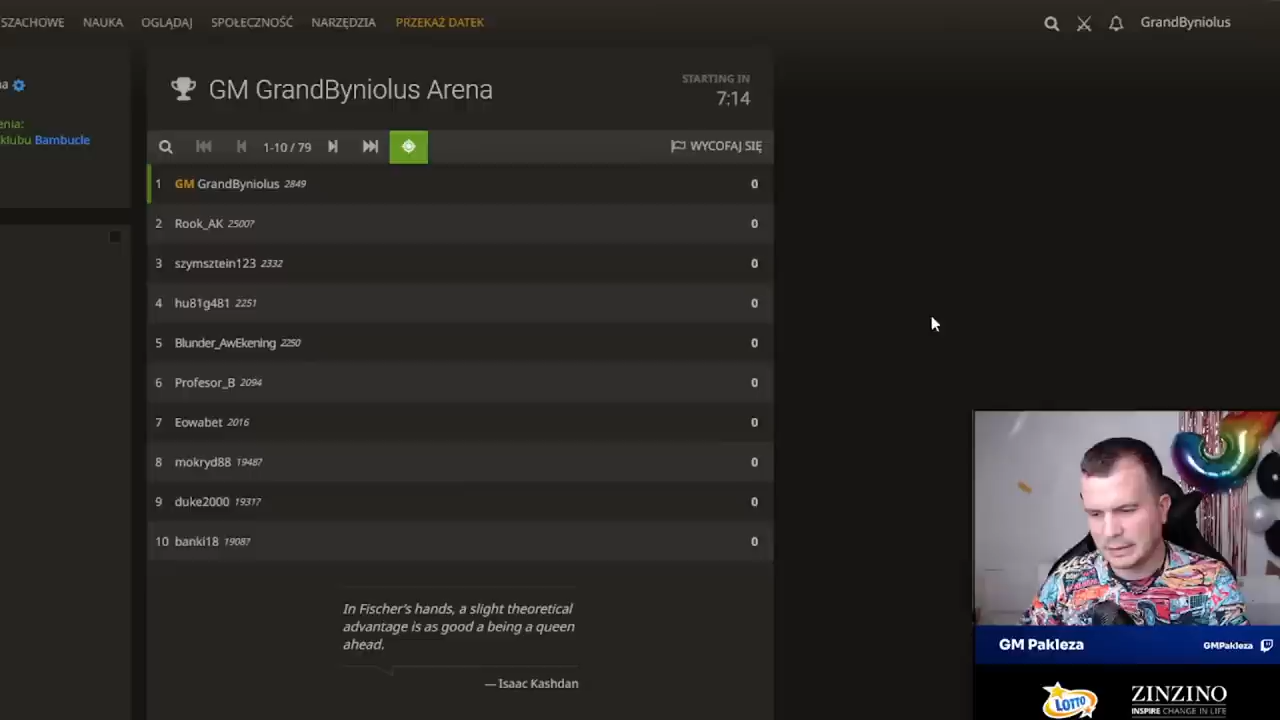 SZACHOWE NAUKA OGLĄDAJ SPOŁECZNOŚĆ NARZĘDZIA PRZEKAŻ DATEK
GrandByniolus
GM GrandByniolus Arena
STARTING IN
7:14
klubu Bambucle
1-10 / 79
WYCOFAJ SIĘ
1 GM GrandByniolus 2849 0
2 Rook_AK 2500? 0
3 szymsztein123 2332 0
4 hu81g481 2251 0
5 Blunder_AwEkening 2250 0
6 Profesor_B 2094 0
7 Eowabet 2016 0
8 mokryd88 1948? 0
9 duke2000 1931? 0
10 banki18 1908? 0
In Fischer's hands, a slight theoretical
advantage is as good a being a queen
ahead.
— Isaac Kashdan
GM Pakleza
GMPakleza
LOTTO
ZINZINO
INSPIRE CHANGE IN LIFE